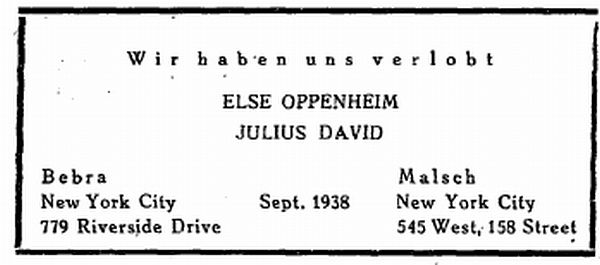 Wir haben uns verlobt
ELSE OPPENHEIM
JULIUS DAVID
Bebra Malsch
New York City Sept. 1938 New York City
779 Riverside Drive 545 West, 158 Street